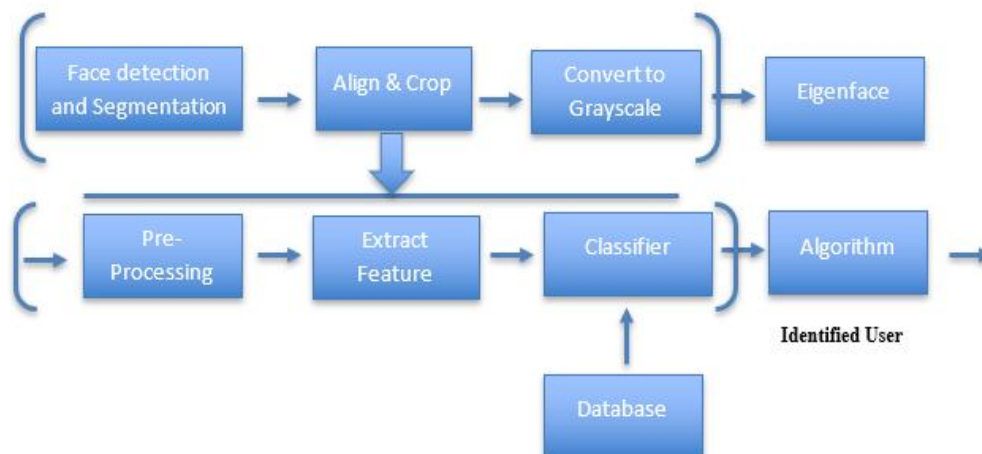 Face detection
and Segmentation
Align & Crop
Convert to
Grayscale
Eigenface
Pre-
Processing
Extract
Feature
Classifier
Algorithm
Identified User
Database